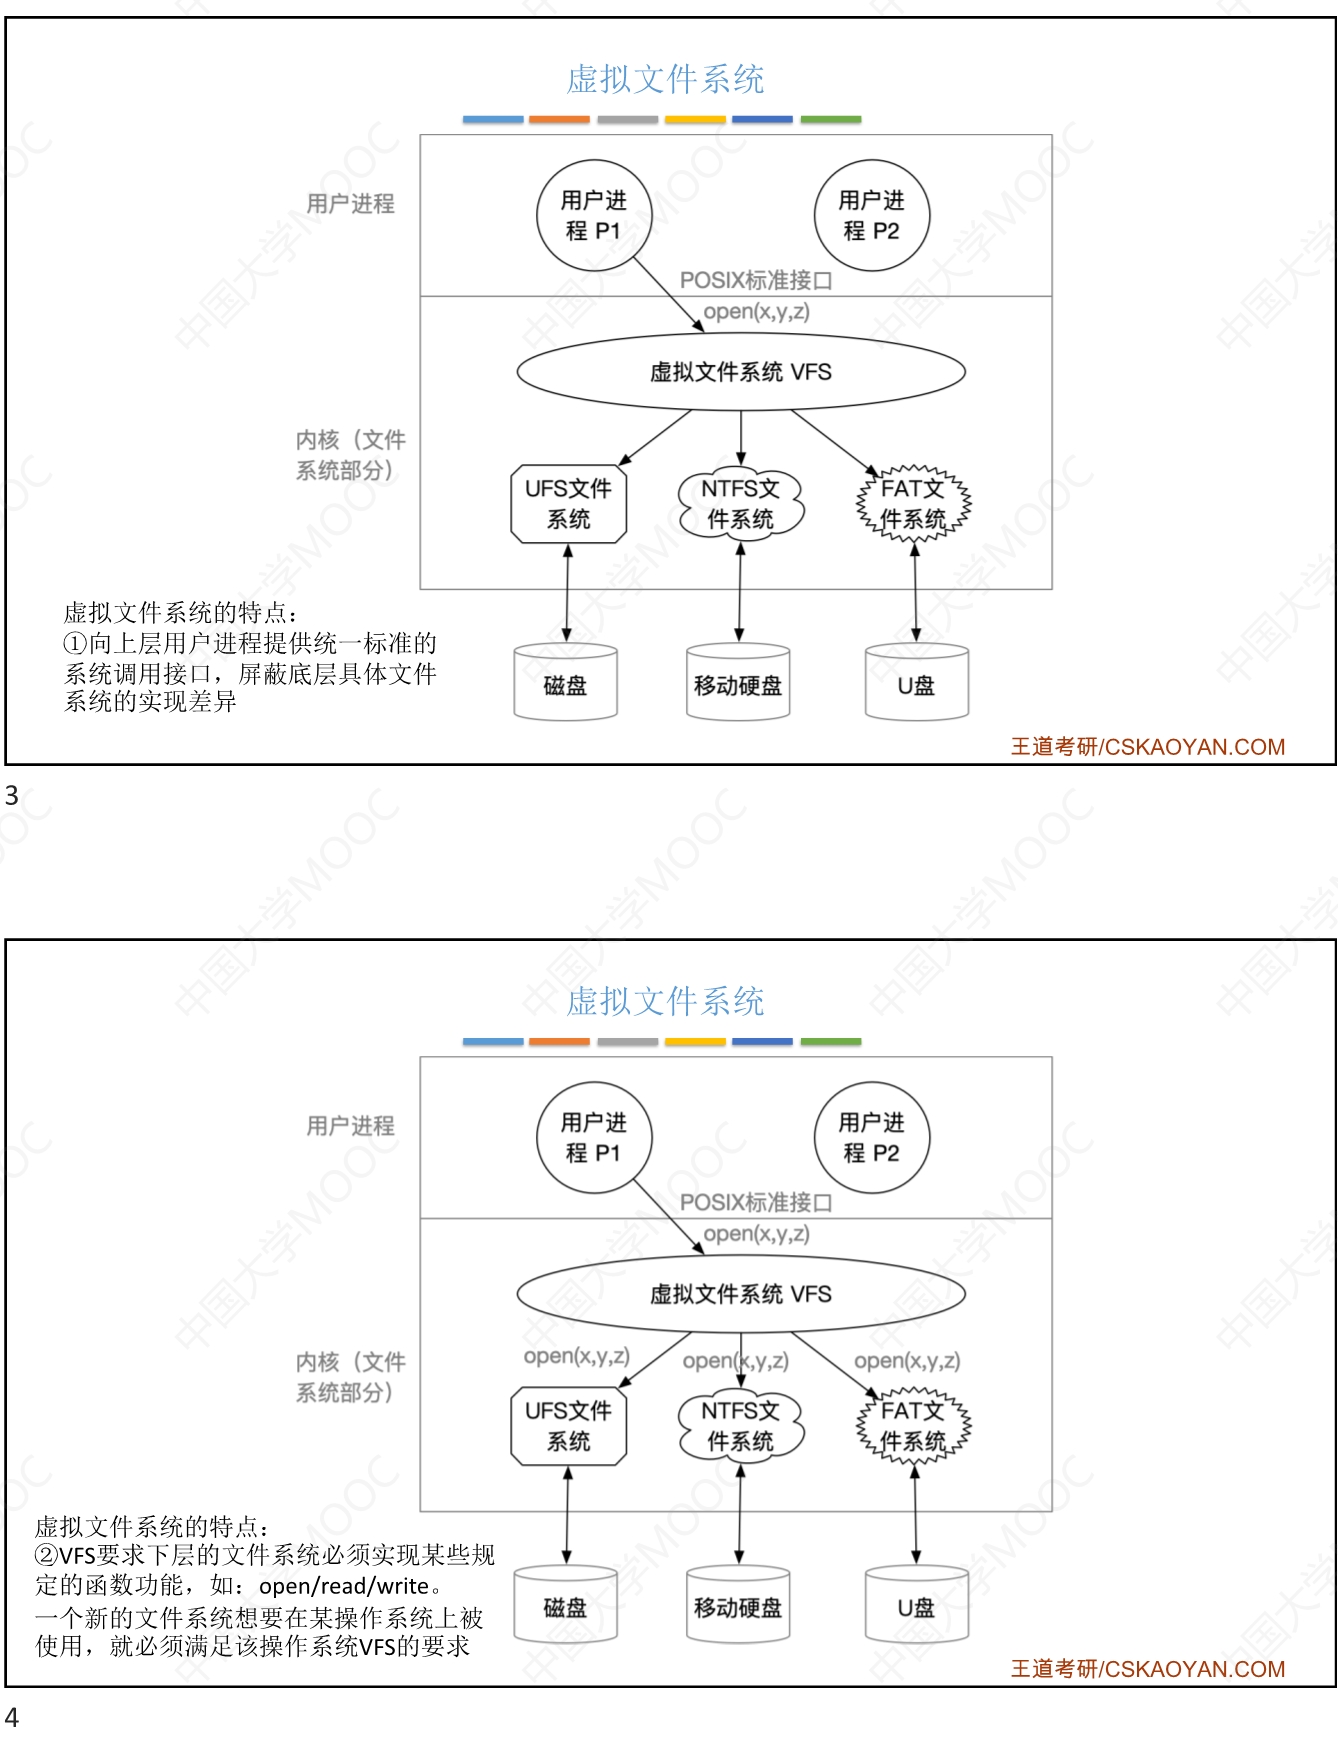 虚拟文件系统
用户进程
用户进
程 P1
用户进
程 P2
POSIX标准接口
open(x,y,z)
虚拟文件系统 VFS
内核（文件
系统部分）
UFS文件
系统
NTFS文
件系统
FAT文
件系统
虚拟文件系统的特点：
①向上层用户进程提供统一标准的
系统调用接口，屏蔽底层具体文件
系统的实现差异
磁盘
移动硬盘
U盘
王道考研/CSKAOYAN.COM
3
虚拟文件系统
用户进程
用户进
程 P1
用户进
程 P2
POSIX标准接口
open(x,y,z)
虚拟文件系统 VFS
内核（文件
系统部分）
open(x,y,z)
open(x,y,z)
open(x,y,z)
UFS文件
系统
NTFS文
件系统
FAT文
件系统
虚拟文件系统的特点：
②VFS要求下层的文件系统必须实现某些规
定的函数功能，如：open/read/write。
一个新的文件系统想要在某操作系统上被
使用，就必须满足该操作系统VFS的要求
磁盘
移动硬盘
U盘
王道考研/CSKAOYAN.COM
4
中国大学MOOC